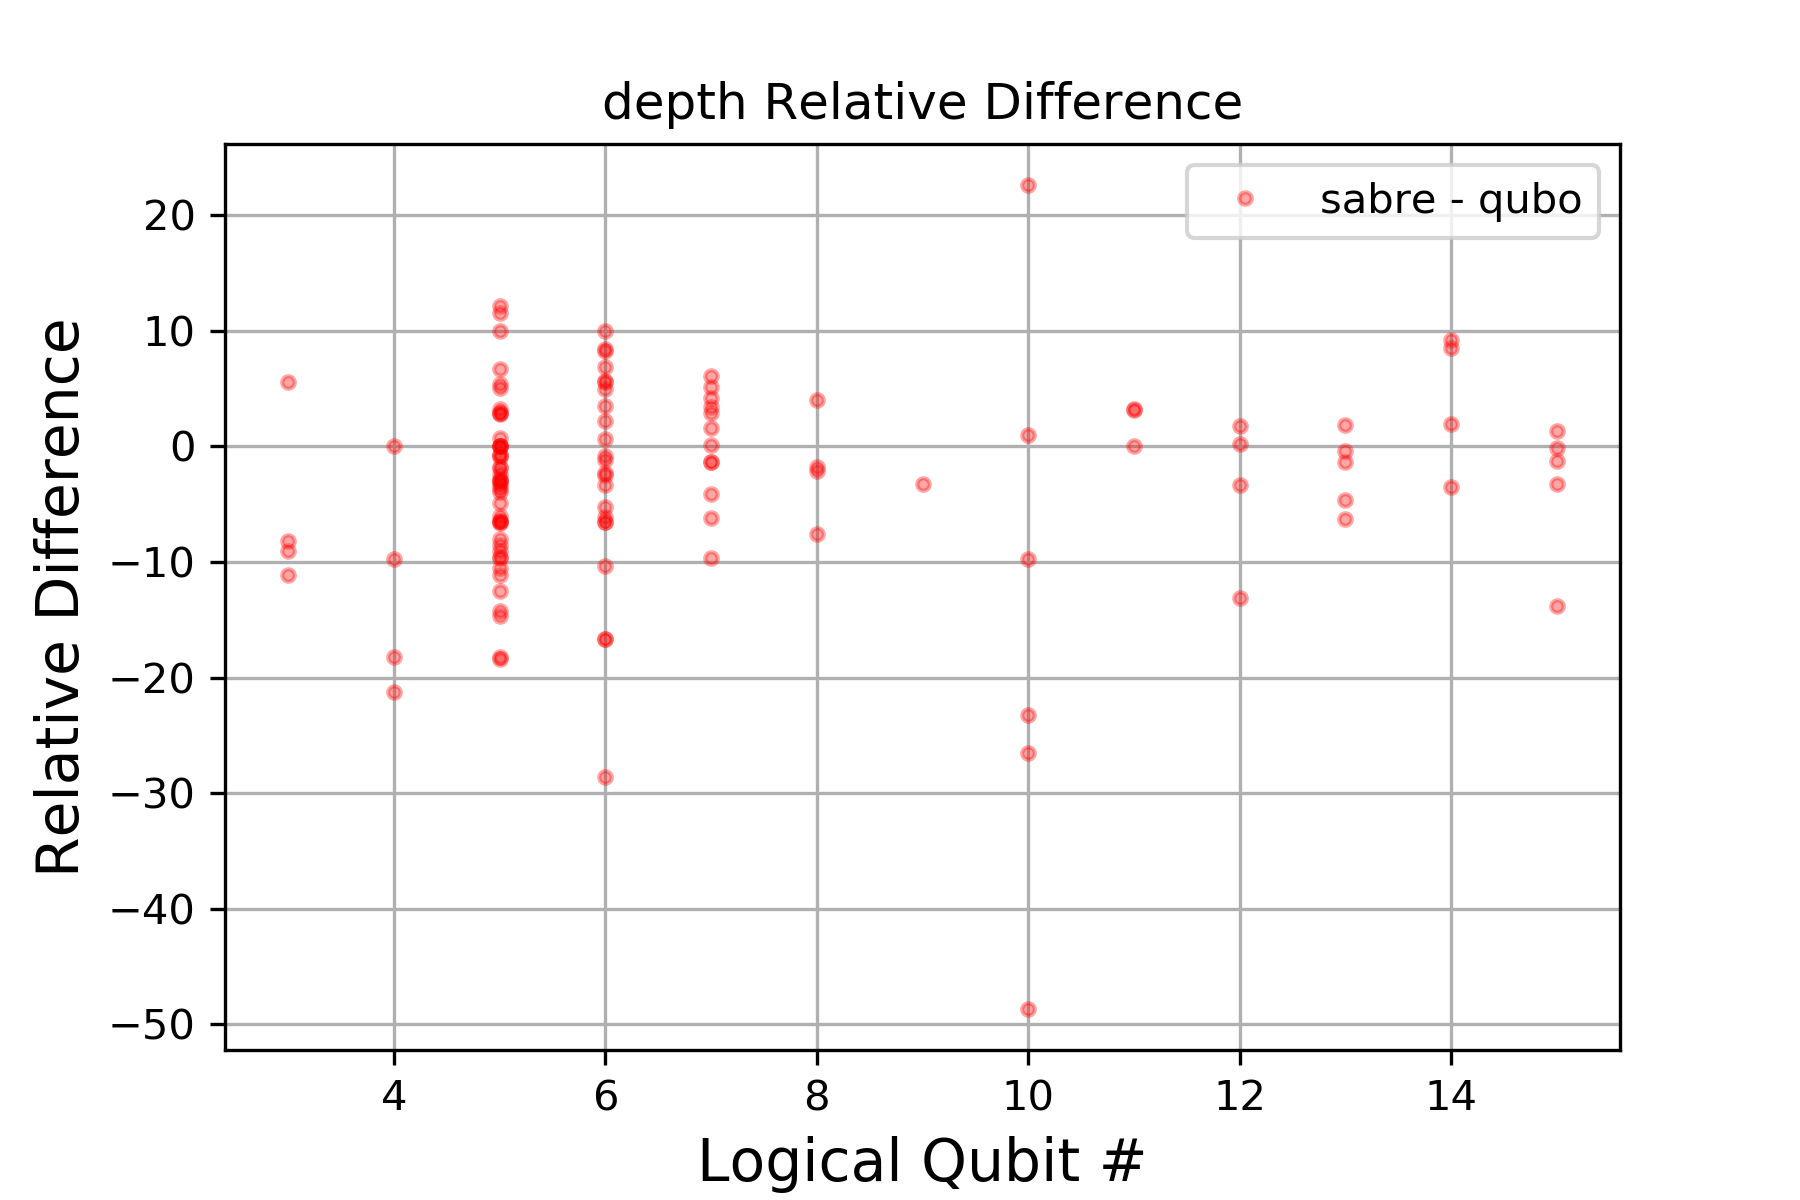 depth Relative Difference
sabre - qubo
20
10
0
−10
−20
−30
−40
−50
Relative Difference
4 6 8 10 12 14
Logical Qubit #